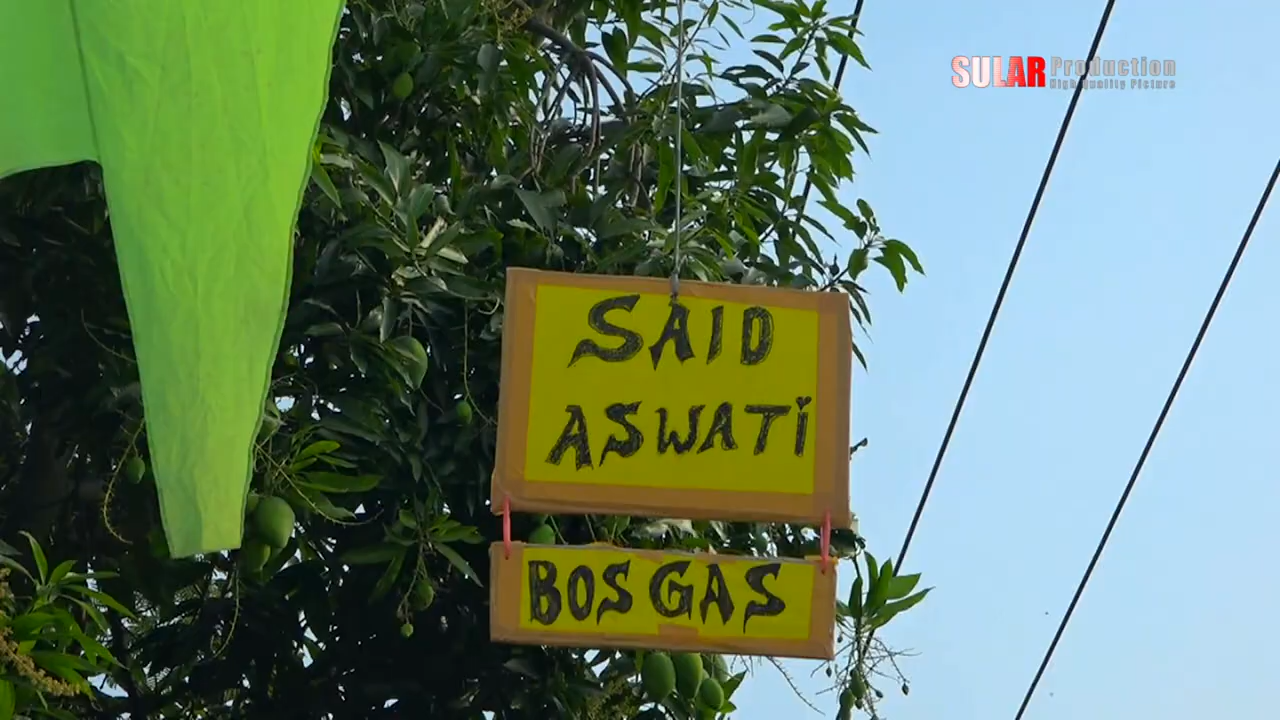 SULAR Production
High quality Picture
SAID
ASWATi
BOS GAS